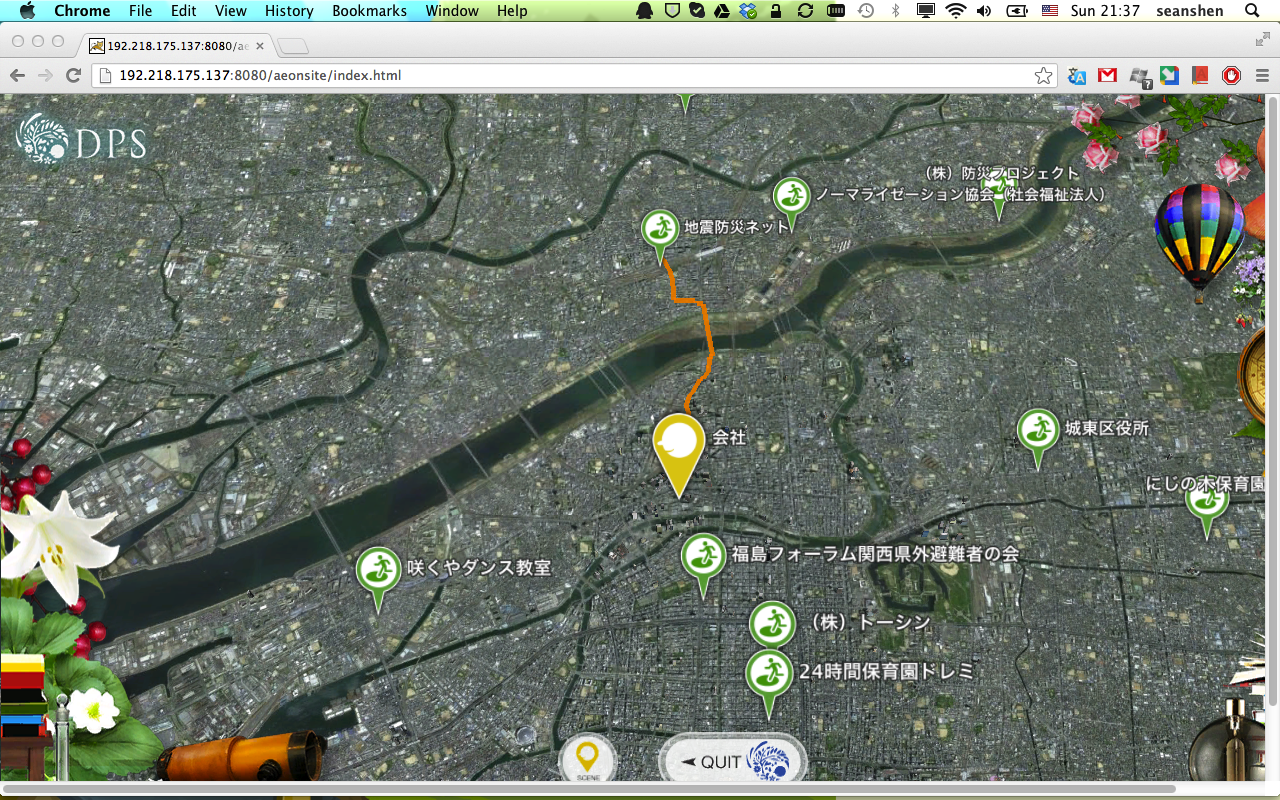 Chrome File Edit View History Bookmarks Window Help Sun 21:37 seanshen
192.218.175.137:8080/ae
192.218.175.137:8080/aeonsite/index.html
DPS
（株）防災プロジェクト
ノーマライゼーション協会（社会福祉法人）
地震防災ネット
会社
城東区役所
にじの木保育園
福島フォーラム関西県外避難者の会
咲くやダンス教室
（株）トーシン
24時間保育園ドレミ
SCENE
QUIT